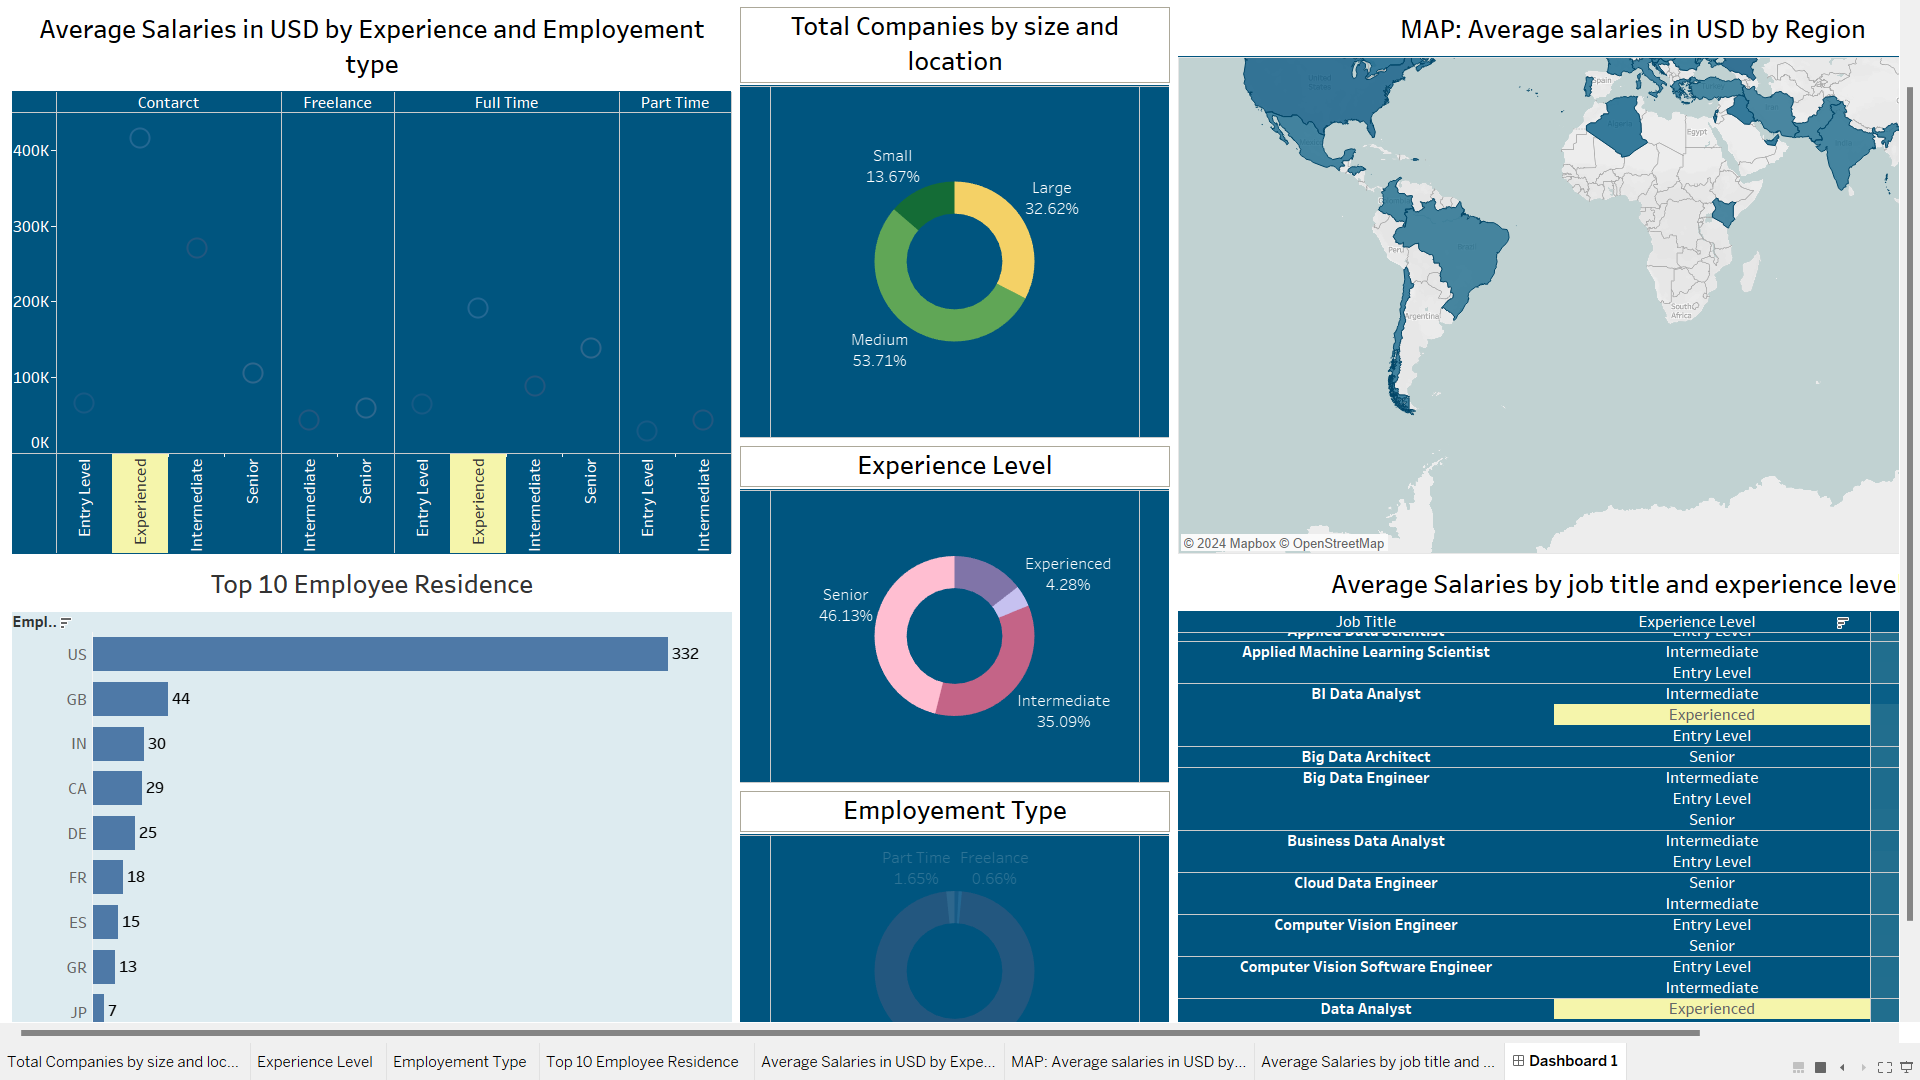 Average Salaries in USD by Experience and Employement
type
Contarct
Freelance
Full Time
Part Time
400K
300K
200K
100K
0K
Entry Level
Experienced
Intermediate
Senior
Intermediate
Senior
Entry Level
Experienced
Intermediate
Senior
Entry Level
Intermediate
Top 10 Employee Residence
Empl..
US 332
GB 44
IN 30
CA 29
DE 25
FR 18
ES 15
GR 13
JP 7
Total Companies by size and
location
Small
13.67%
Large
32.62%
Medium
53.71%
Experience Level
Experienced
4.28%
Senior
46.13%
Intermediate
35.09%
Employement Type
Part Time
1.65%
Freelance
0.66%
MAP: Average salaries in USD by Region
United
States
Spain
Egypt
Peru
Brazil
Argentina
South
Africa
© 2024 Mapbox © OpenStreetMap
Average Salaries by job title and experience leve
Job Title Experience Level
Applied Data Scientist Entry Level
Applied Machine Learning Scientist Intermediate
Entry Level
BI Data Analyst Intermediate
Experienced
Entry Level
Big Data Architect Senior
Big Data Engineer Intermediate
Entry Level
Senior
Business Data Analyst Intermediate
Entry Level
Cloud Data Engineer Senior
Intermediate
Computer Vision Engineer Entry Level
Senior
Computer Vision Software Engineer Entry Level
Intermediate
Data Analyst Experienced
Total Companies by size and loc...
Experience Level
Employement Type
Top 10 Employee Residence
Average Salaries in USD by Expe...
MAP: Average salaries in USD by...
Average Salaries by job title and ...
Dashboard 1